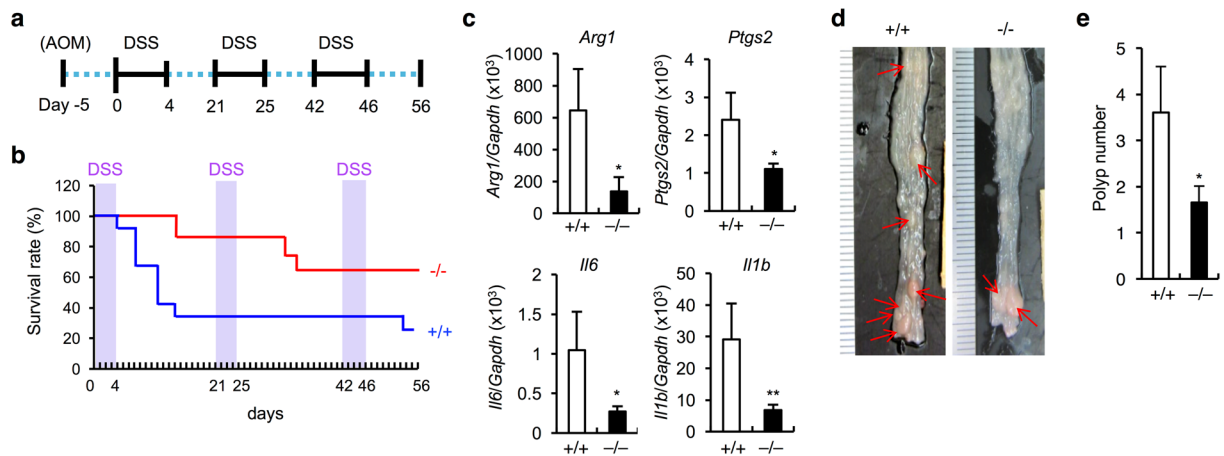 a
(AOM) DSS DSS DSS
Day -5 0 4 21 25 42 46 56
b
DSS DSS DSS
Survival rate (%)
120
100
80
60
40
20
0
-/-
+/+
0 4 21 25 42 46 56
days
c
Arg1
Arg1/Gapdh (x10³)
1000
800
600
400
200
0
*
+/+ −/−
Ptgs2
Ptgs2/Gapdh (x10³)
4
3
2
1
0
*
+/+ −/−
Il6
Il6/Gapdh (x10³)
2
1.5
1
0.5
0
*
+/+ −/−
Il1b
Il1b/Gapdh (x10³)
50
40
30
20
10
0
**
+/+ −/−
d
+/+ -/-
e
Polyp number
5
4
3
2
1
0
*
+/+ −/−